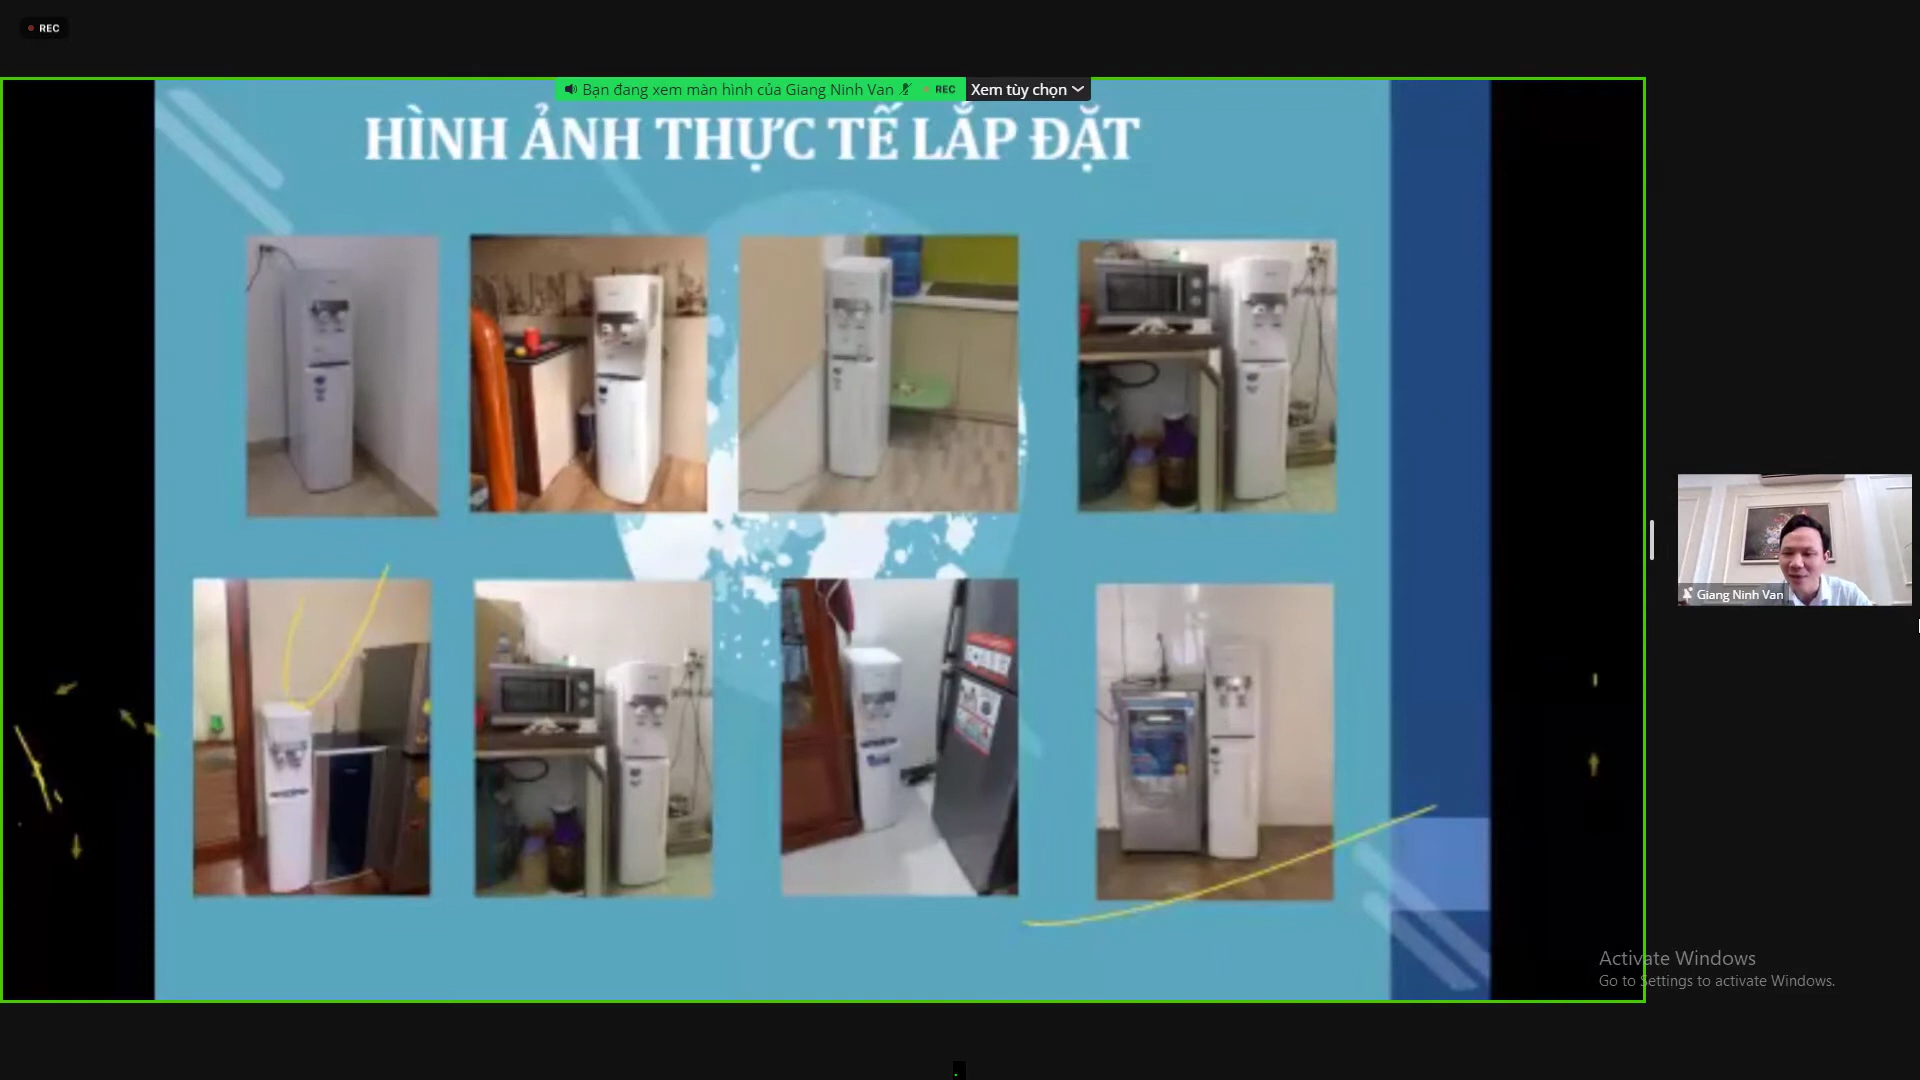 REC
Bạn đang xem màn hình của Giang Ninh Van
REC
Xem tùy chọn
HÌNH ẢNH THỰC TẾ LẮP ĐẶT
Giang Ninh Van
Activate Windows
Go to Settings to activate Windows.